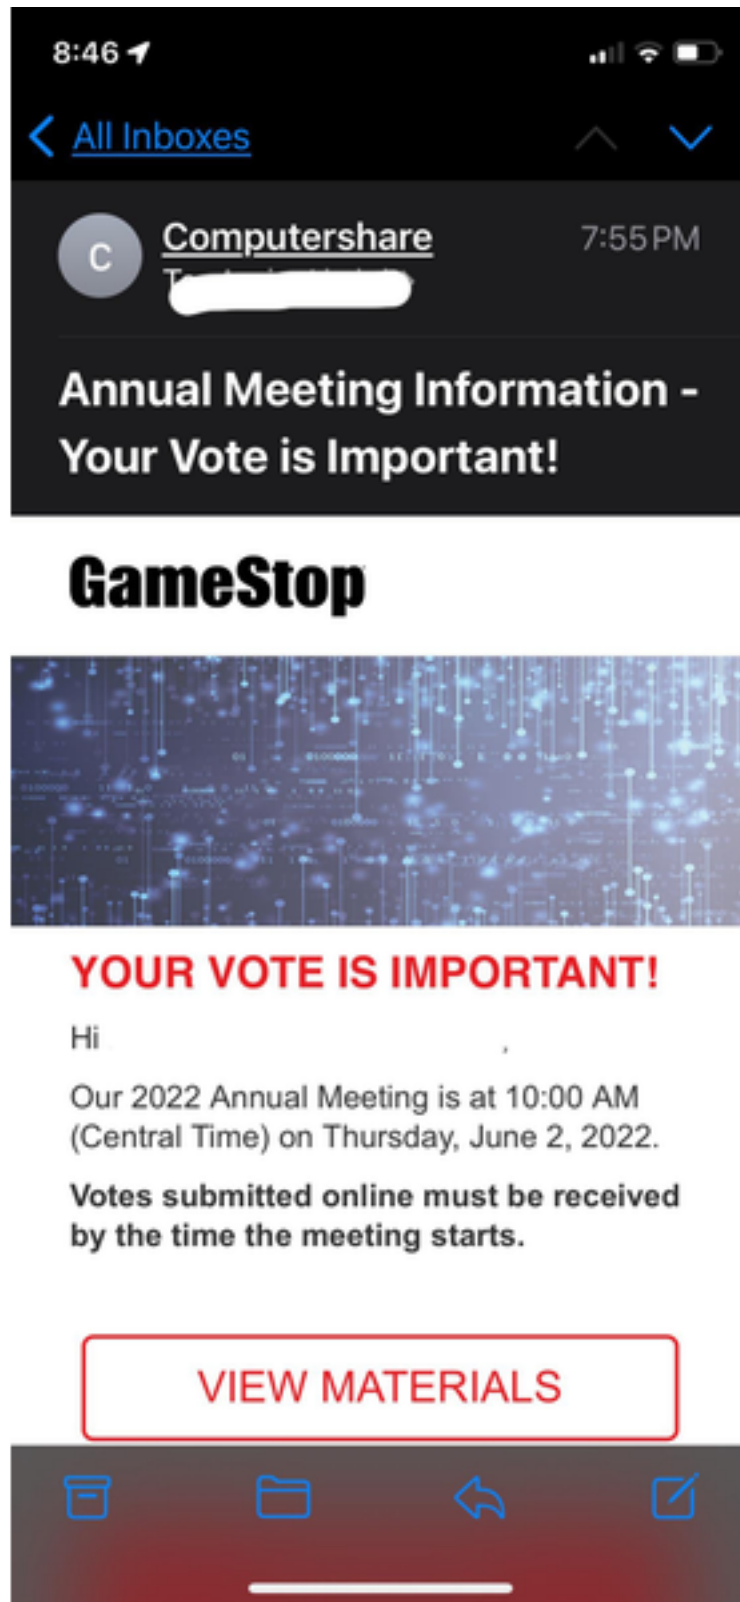 8:46
All Inboxes
C
Computershare
7:55 PM
Annual Meeting Information -
Your Vote is Important!
GameStop
YOUR VOTE IS IMPORTANT!
Hi ,
Our 2022 Annual Meeting is at 10:00 AM
(Central Time) on Thursday, June 2, 2022.
Votes submitted online must be received
by the time the meeting starts.
VIEW MATERIALS